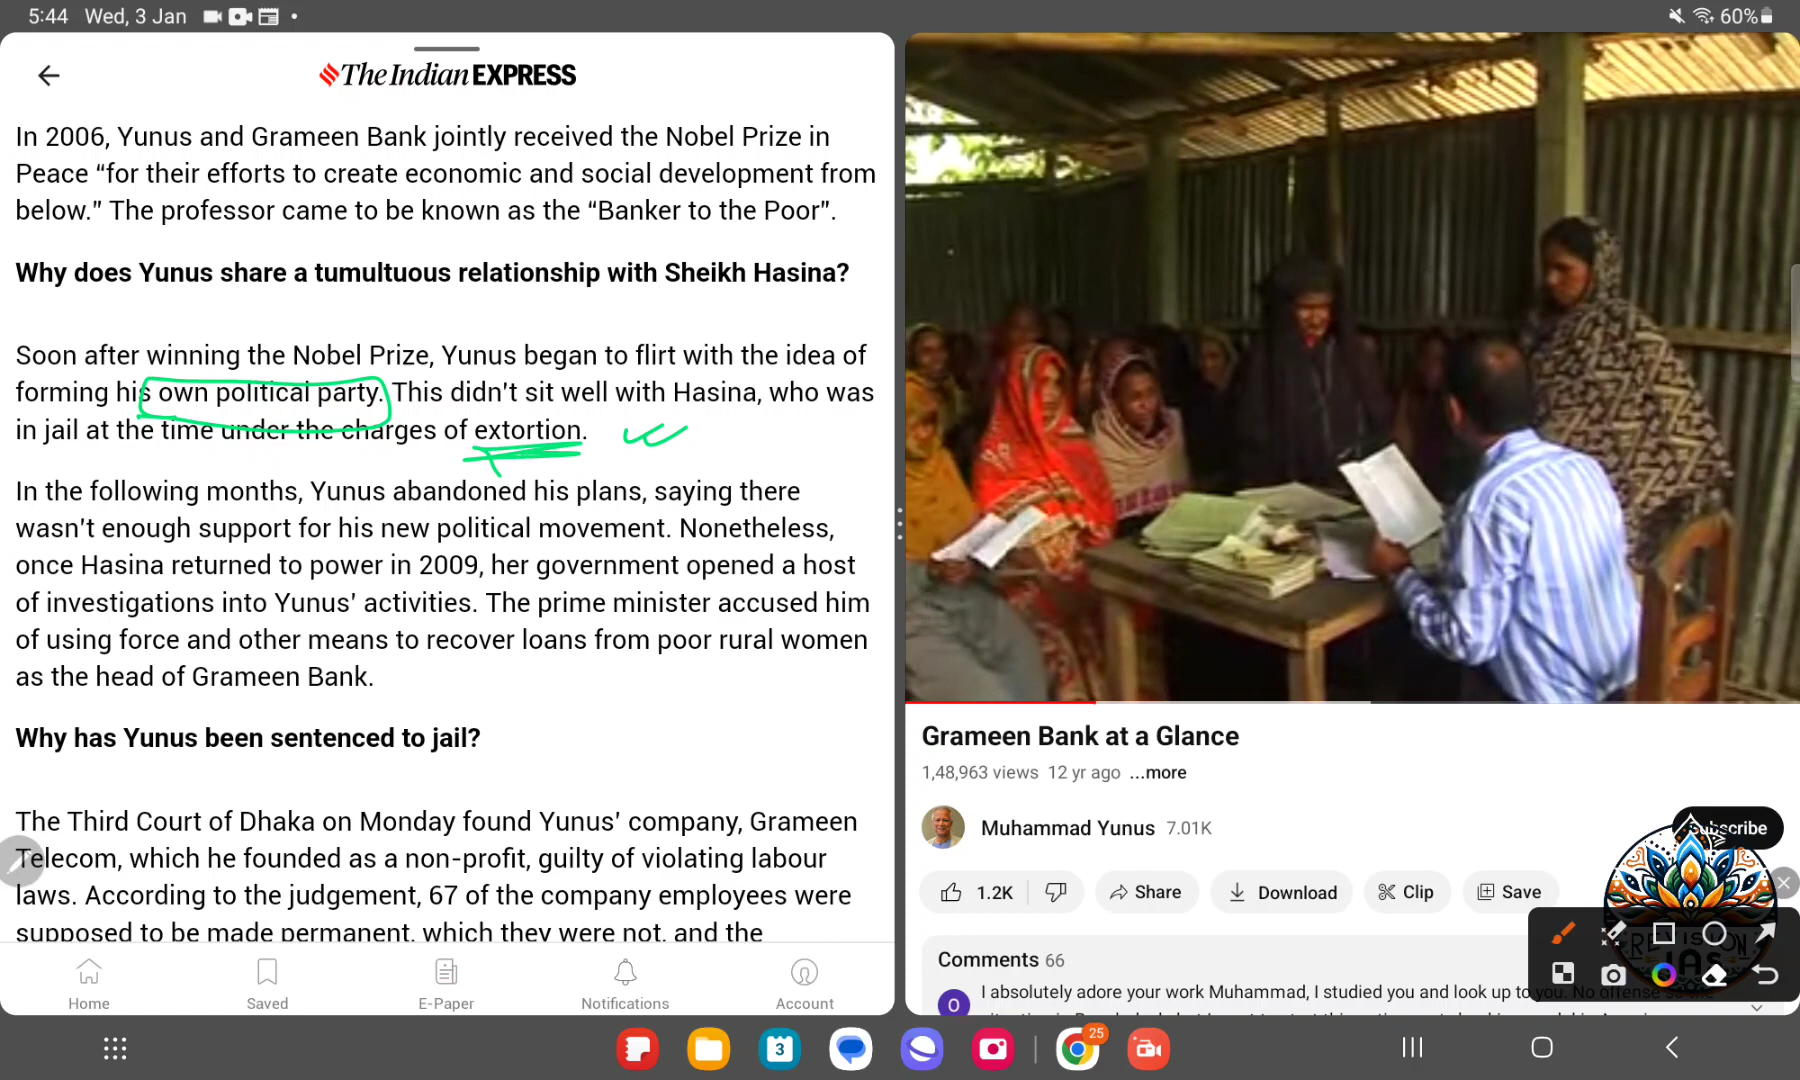 5:44 Wed, 3 Jan
60%
The Indian EXPRESS
In 2006, Yunus and Grameen Bank jointly received the Nobel Prize in
Peace “for their efforts to create economic and social development from
below.” The professor came to be known as the “Banker to the Poor”.
Why does Yunus share a tumultuous relationship with Sheikh Hasina?
Soon after winning the Nobel Prize, Yunus began to flirt with the idea of
forming his own political party. This didn't sit well with Hasina, who was
in jail at the time under the charges of extortion.
In the following months, Yunus abandoned his plans, saying there
wasn't enough support for his new political movement. Nonetheless,
once Hasina returned to power in 2009, her government opened a host
of investigations into Yunus’ activities. The prime minister accused him
of using force and other means to recover loans from poor rural women
as the head of Grameen Bank.
Why has Yunus been sentenced to jail?
The Third Court of Dhaka on Monday found Yunus’ company, Grameen
Telecom, which he founded as a non-profit, guilty of violating labour
laws. According to the judgement, 67 of the company employees were
supposed to be made permanent, which they were not, and the
Home
Saved
E-Paper
Notifications
Account
Grameen Bank at a Glance
1,48,963 views 12 yr ago ...more
Muhammad Yunus 7.01K
Subscribe
1.2K
Share
Download
Clip
Save
Comments 66
O
I absolutely adore your work Muhammad, I studied you and look up to you. No offense
REVISION
IAS
3
25